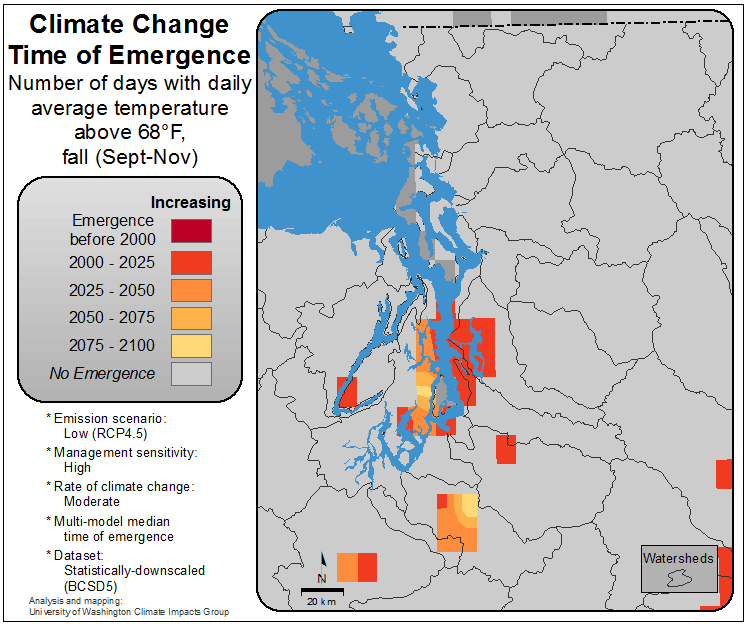 Climate Change
Time of Emergence
Number of days with daily
average temperature
above 68°F,
fall (Sept-Nov)
Increasing
Emergence
before 2000
2000 - 2025
2025 - 2050
2050 - 2075
2075 - 2100
No Emergence
* Emission scenario:
Low (RCP4.5)
* Management sensitivity:
High
* Rate of climate change:
Moderate
* Multi-model median
time of emergence
* Dataset:
Statistically-downscaled
(BCSD5)
Analysis and mapping:
University of Washington Climate Impacts Group
N
20 km
Watersheds